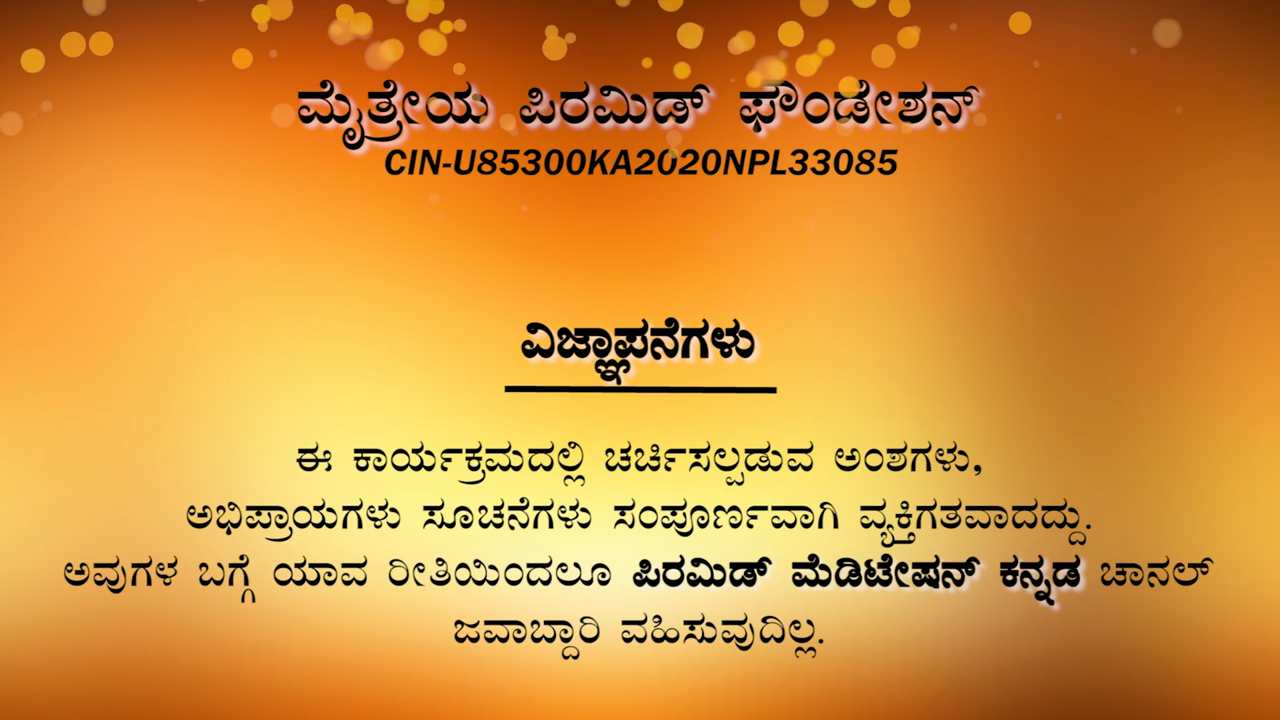 ಮೈತ್ರೇಯ ಪಿರಮಿಡ್ ಫೌಂಡೇಶನ್
CIN-U85300KA2020NPL33085
ವಿಜ್ಞಾಪನೆಗಳು
ಈ ಕಾರ್ಯಕ್ರಮದಲ್ಲಿ ಚರ್ಚಿಸಲ್ಪಡುವ ಅಂಶಗಳು,
ಅಭಿಪ್ರಾಯಗಳು ಸೂಚನೆಗಳು ಸಂಪೂರ್ಣವಾಗಿ ವ್ಯಕ್ತಿಗತವಾದದ್ದು.
ಅವುಗಳ ಬಗ್ಗೆ ಯಾವ ರೀತಿಯಿಂದಲೂ ಪಿರಮಿಡ್ ಮೆಡಿಟೇಷನ್ ಕನ್ನಡ ಚಾನಲ್
ಜವಾಬ್ದಾರಿ ವಹಿಸುವುದಿಲ್ಲ.